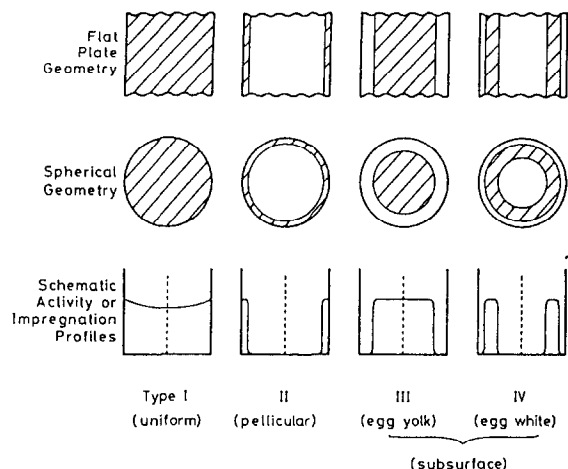 Flat
Plate
Geometry
Spherical
Geometry
Schematic
Activity or
Impregnation
Profiles
Type I II III IV
(uniform) (pellicular) (egg yolk) (egg white)
(subsurface)